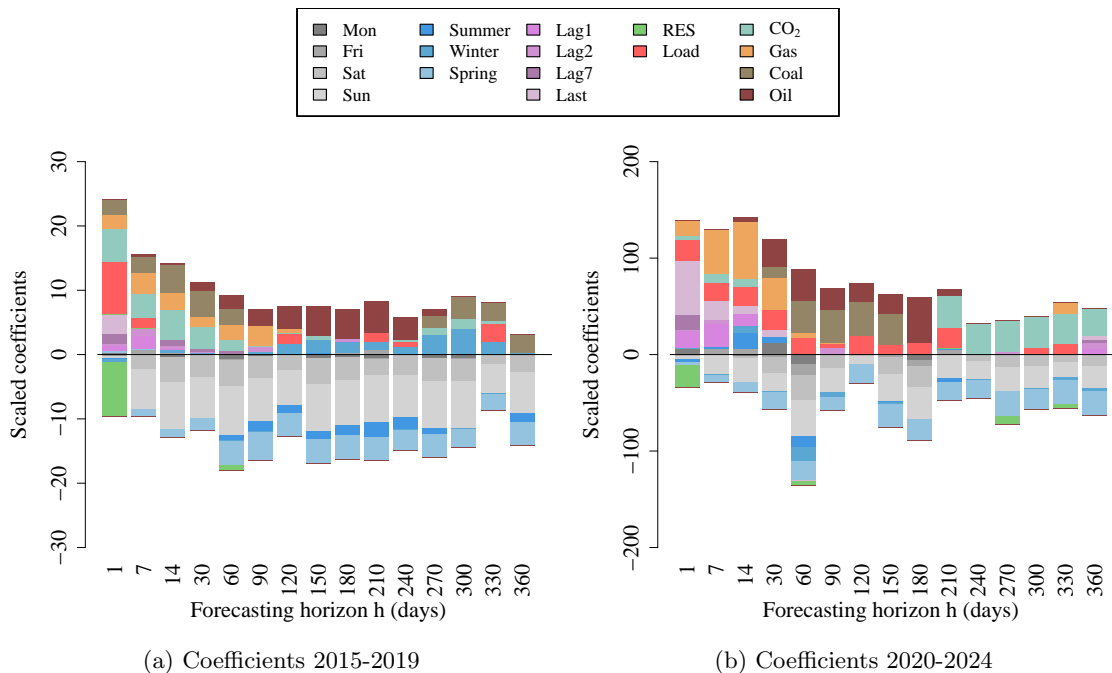 Mon Summer Lag1 RES CO₂
Fri Winter Lag2 Load Gas
Sat Spring Lag7 Coal
Sun Last Oil
30
20
10
0
−10
−20
−30
Scaled coefficients
1 7 14 30 60 90 120 150 180 210 240 270 300 330 360
Forecasting horizon h (days)
(a) Coefficients 2015-2019
200
100
0
−100
−200
Scaled coefficients
1 7 14 30 60 90 120 150 180 210 240 270 300 330 360
Forecasting horizon h (days)
(b) Coefficients 2020-2024